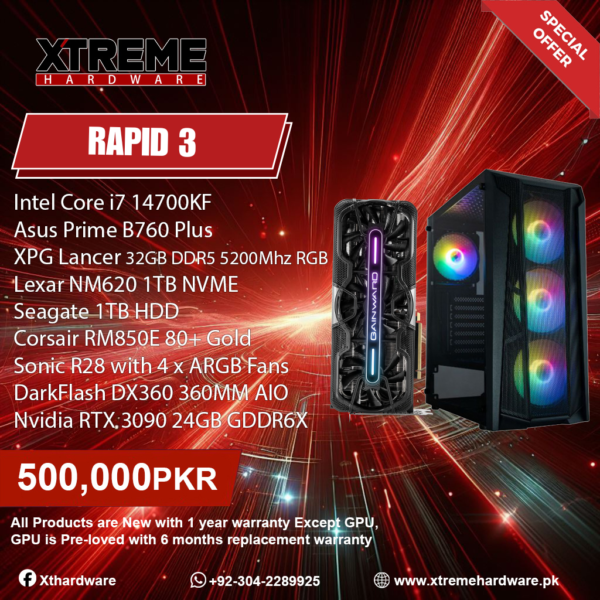 XTREME
HARDWARE
SPECIAL
OFFER
RAPID 3
Intel Core i7 14700KF
Asus Prime B760 Plus
XPG Lancer 32GB DDR5 5200Mhz RGB
Lexar NM620 1TB NVME
Seagate 1TB HDD
Corsair RM850E 80+ Gold
Sonic R28 with 4 x ARGB Fans
DarkFlash DX360 360MM AIO
Nvidia RTX 3090 24GB GDDR6X
GAINWARD
500,000PKR
All Products are New with 1 year warranty Except GPU,
GPU is Pre-loved with 6 months replacement warranty
Xthardware
+92-304-2289925
www.xtremehardware.pk